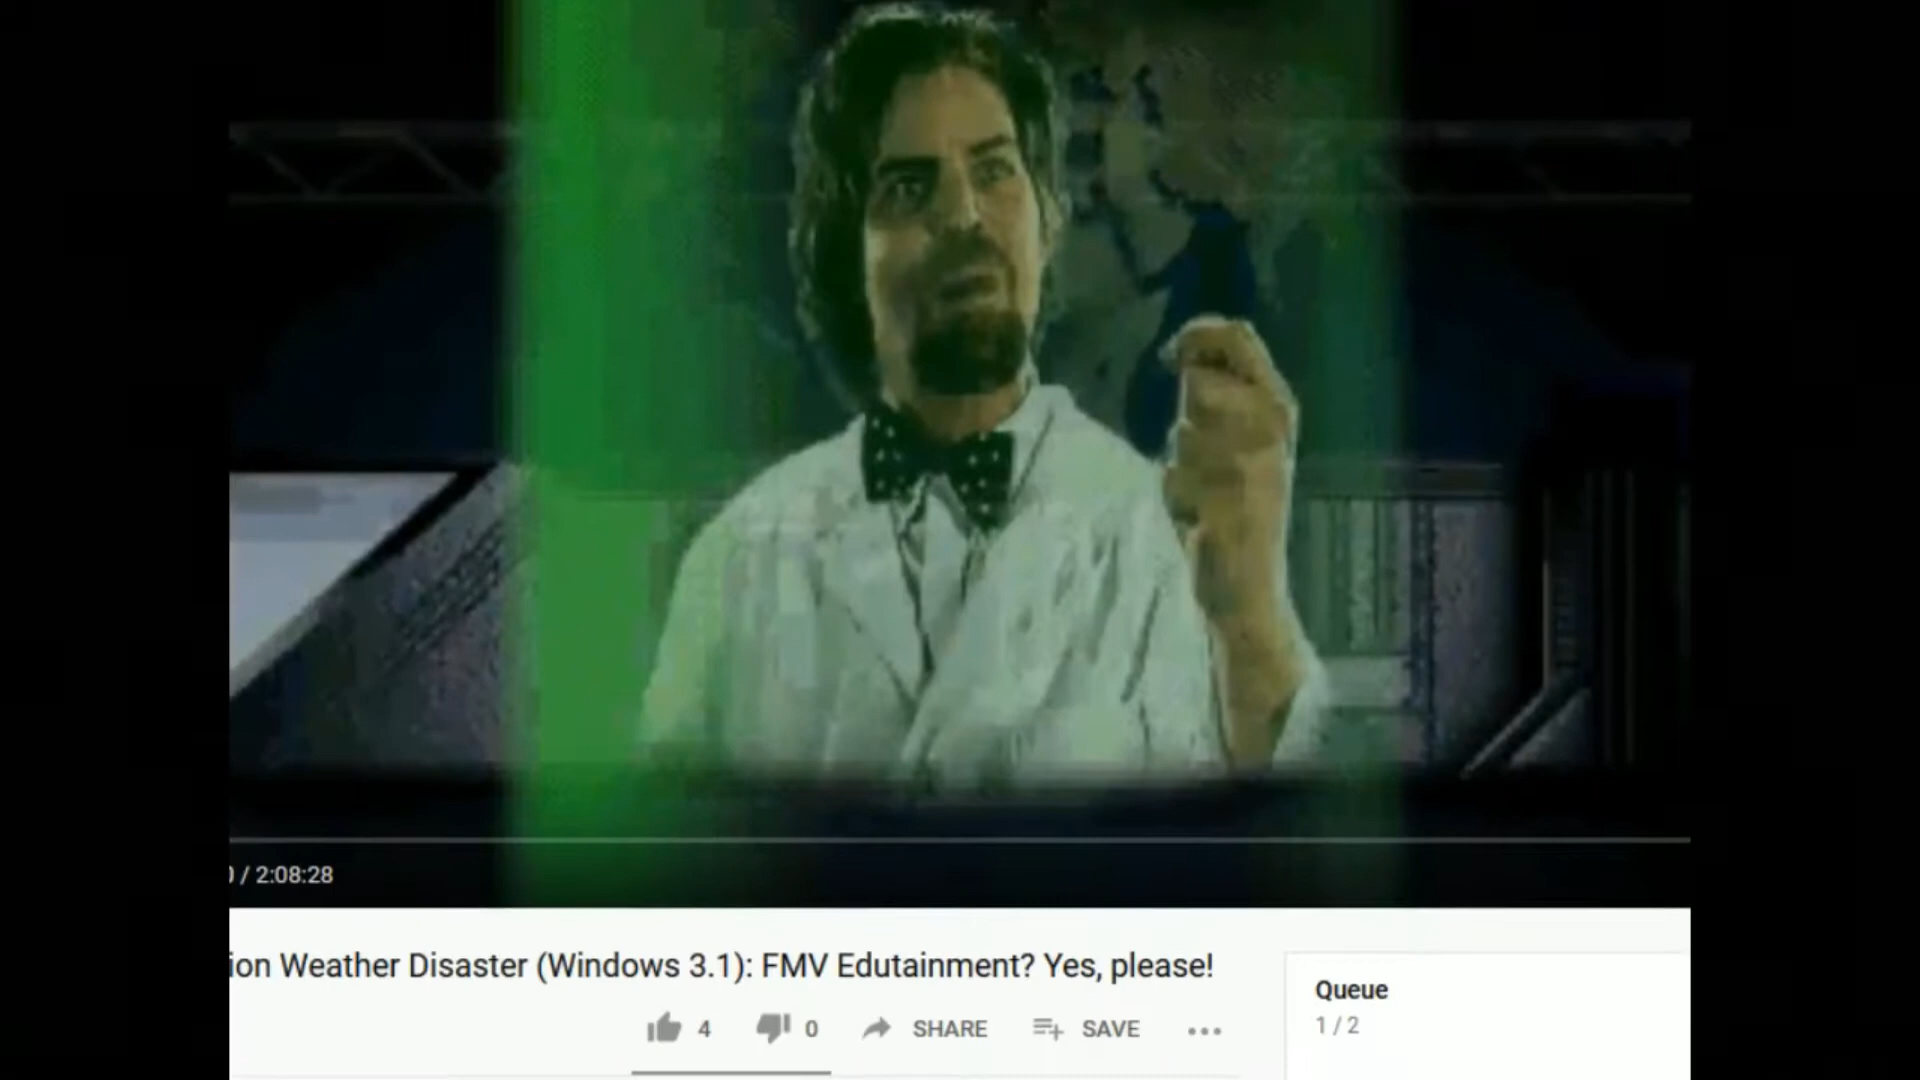 / 2:08:28
ion Weather Disaster (Windows 3.1): FMV Edutainment? Yes, please!
4
0
SHARE
SAVE
Queue
1 / 2